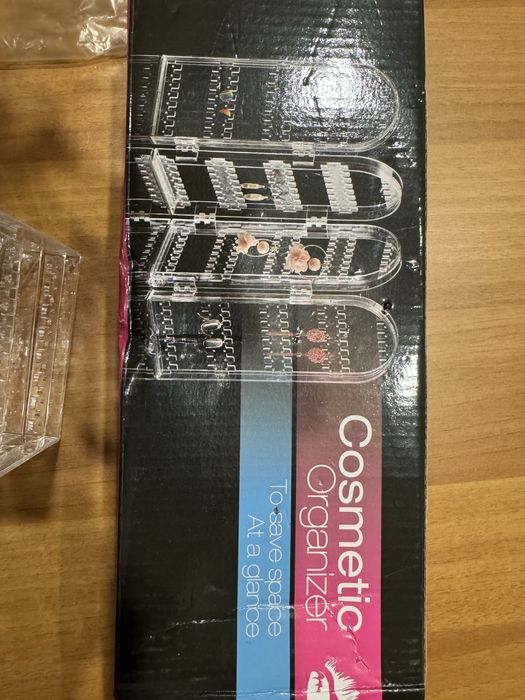 Cosmetic
Organizer
To save space
At a glance